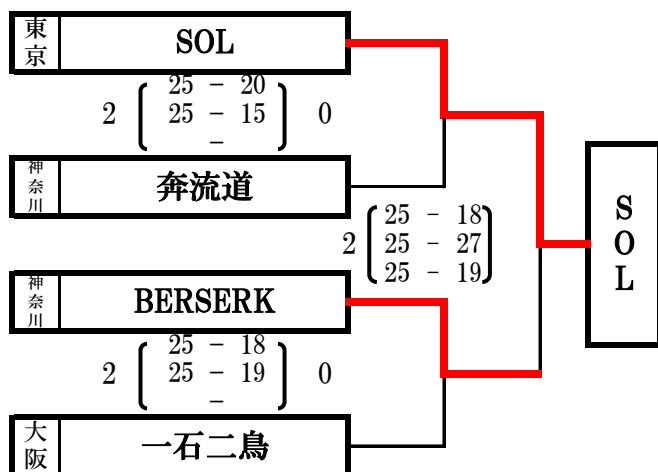 東京 SOL
25 - 20
2 25 - 15 0
-
神奈川 奔流道
25 - 18
2 25 - 27
25 - 19
SOL
神奈川 BERSERK
25 - 18
2 25 - 19 0
-
大阪 一石二鳥